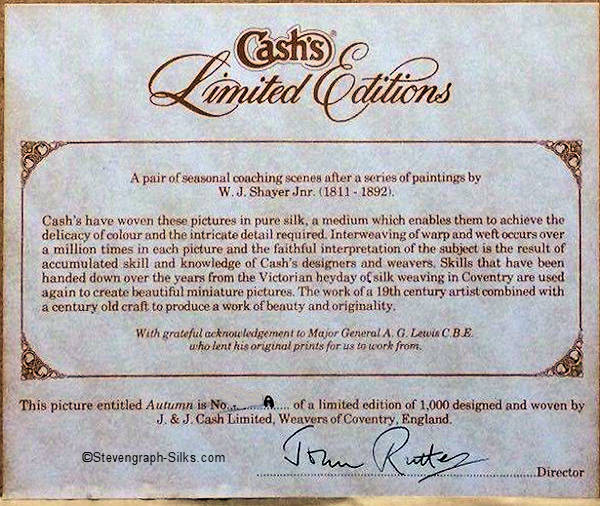 Cash's®
Limited Editions
A pair of seasonal coaching scenes after a series of paintings by
W. J. Shayer Jnr. (1811 - 1892).
Cash's have woven these pictures in pure silk, a medium which enables them to achieve the
delicacy of colour and the intricate detail required. Interweaving of warp and weft occurs over
a million times in each picture and the faithful interpretation of the subject is the result of
accumulated skill and knowledge of Cash's designers and weavers. Skills that have been
handed down over the years from the Victorian heyday of silk weaving in Coventry are used
again to create beautiful miniature pictures. The work of a 19th century artist combined with
a century old craft to produce a work of beauty and originality.
With grateful acknowledgement to Major General A. G. Lewis C.B.E.
who lent his original prints for us to work from.
This picture entitled Autumn is No. ........A..... of a limited edition of 1,000 designed and woven by
J. & J. Cash Limited, Weavers of Coventry, England.
John Rutter
©Stevengraph-Silks.com
Director